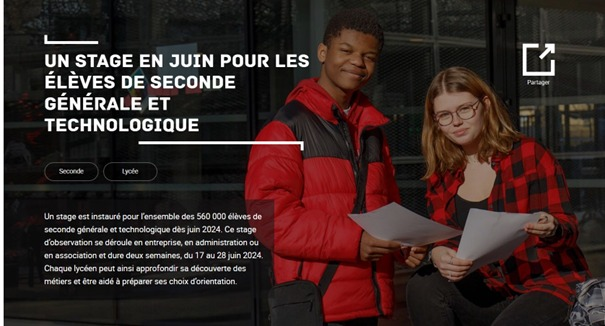 UN STAGE EN JUIN POUR LES
ÉLÈVES DE SECONDE
GÉNÉRALE ET
TECHNOLOGIQUE
Partager
Seconde
Lycée
Un stage est instauré pour l'ensemble des 560 000 élèves de
seconde générale et technologique dès juin 2024. Ce stage
d'observation se déroule en entreprise, en administration ou
en association et dure deux semaines, du 17 au 28 juin 2024.
Chaque lycéen peut ainsi approfondir sa découverte des
métiers et être aidé à préparer ses choix d'orientation.